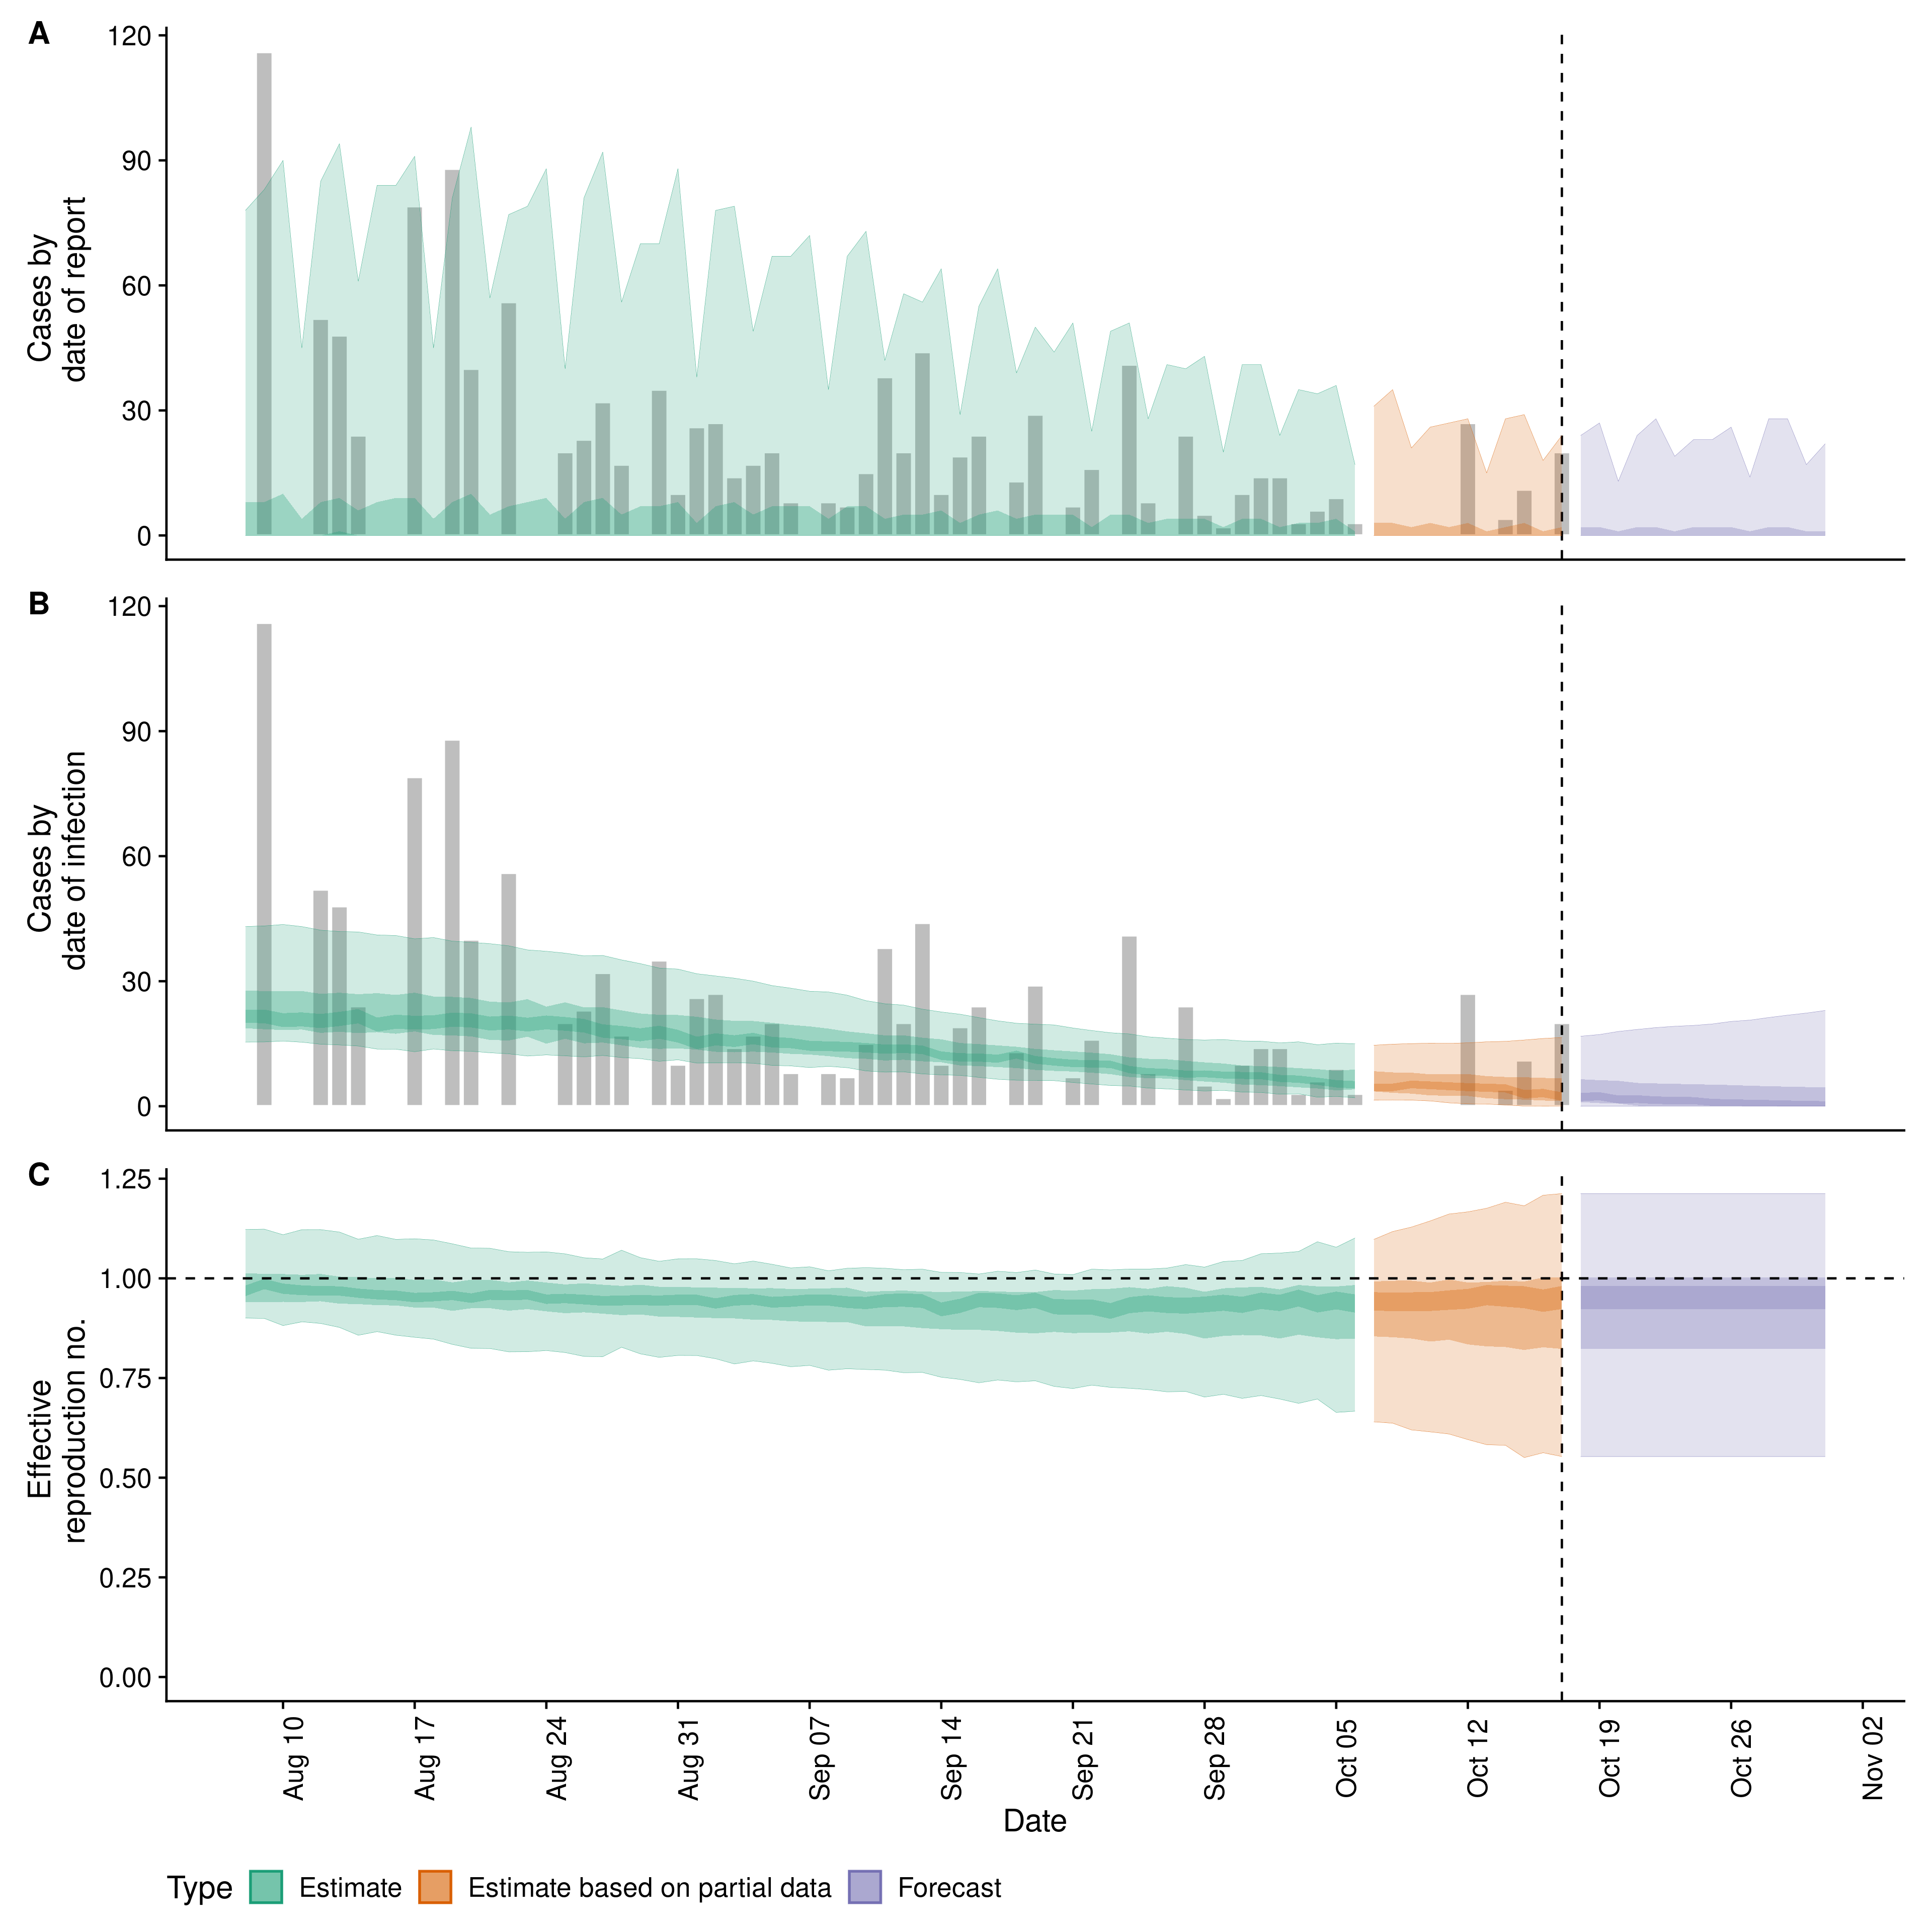 A
Cases by
date of report
120
90
60
30
0
B
Cases by
date of infection
120
90
60
30
0
C
Effective
reproduction no.
1.25
1.00
0.75
0.50
0.25
0.00
Aug 10
Aug 17
Aug 24
Aug 31
Sep 07
Sep 14
Sep 21
Sep 28
Oct 05
Oct 12
Oct 19
Oct 26
Nov 02
Date
Type Estimate Estimate based on partial data Forecast